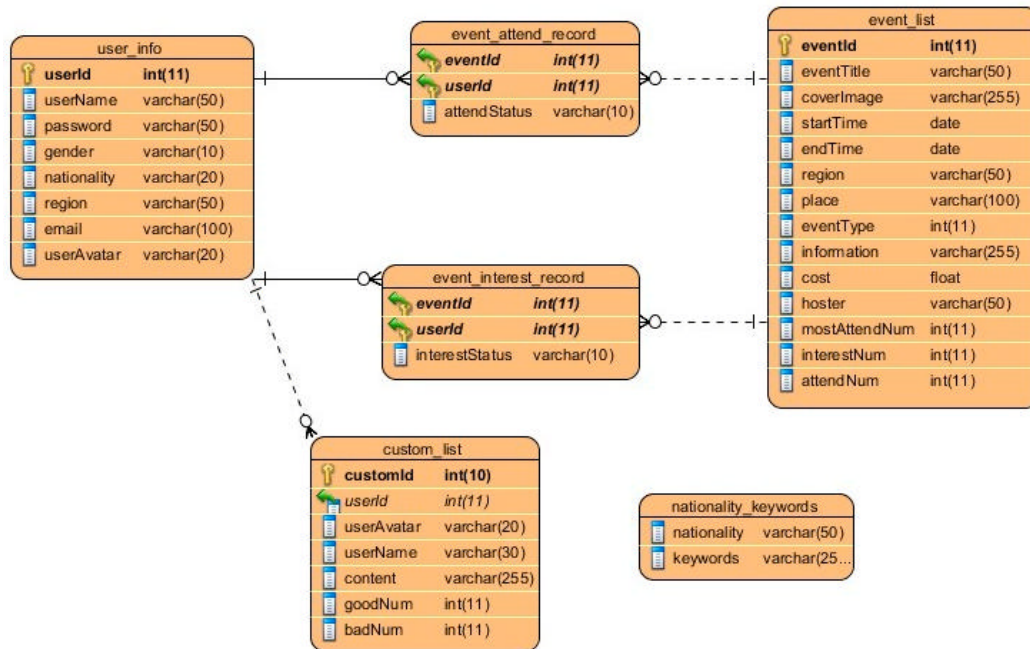 user_info
userId int(11)
userName varchar(50)
password varchar(50)
gender varchar(10)
nationality varchar(20)
region varchar(50)
email varchar(100)
userAvatar varchar(20)
event_attend_record
eventId int(11)
userId int(11)
attendStatus varchar(10)
event_list
eventId int(11)
eventTitle varchar(50)
coverImage varchar(255)
startTime date
endTime date
region varchar(50)
place varchar(100)
eventType int(11)
information varchar(255)
cost float
hoster varchar(50)
mostAttendNum int(11)
interestNum int(11)
attendNum int(11)
event_interest_record
eventId int(11)
userId int(11)
interestStatus varchar(10)
custom_list
customId int(10)
userId int(11)
userAvatar varchar(20)
userName varchar(30)
content varchar(255)
goodNum int(11)
badNum int(11)
nationality_keywords
nationality varchar(50)
keywords varchar(25...